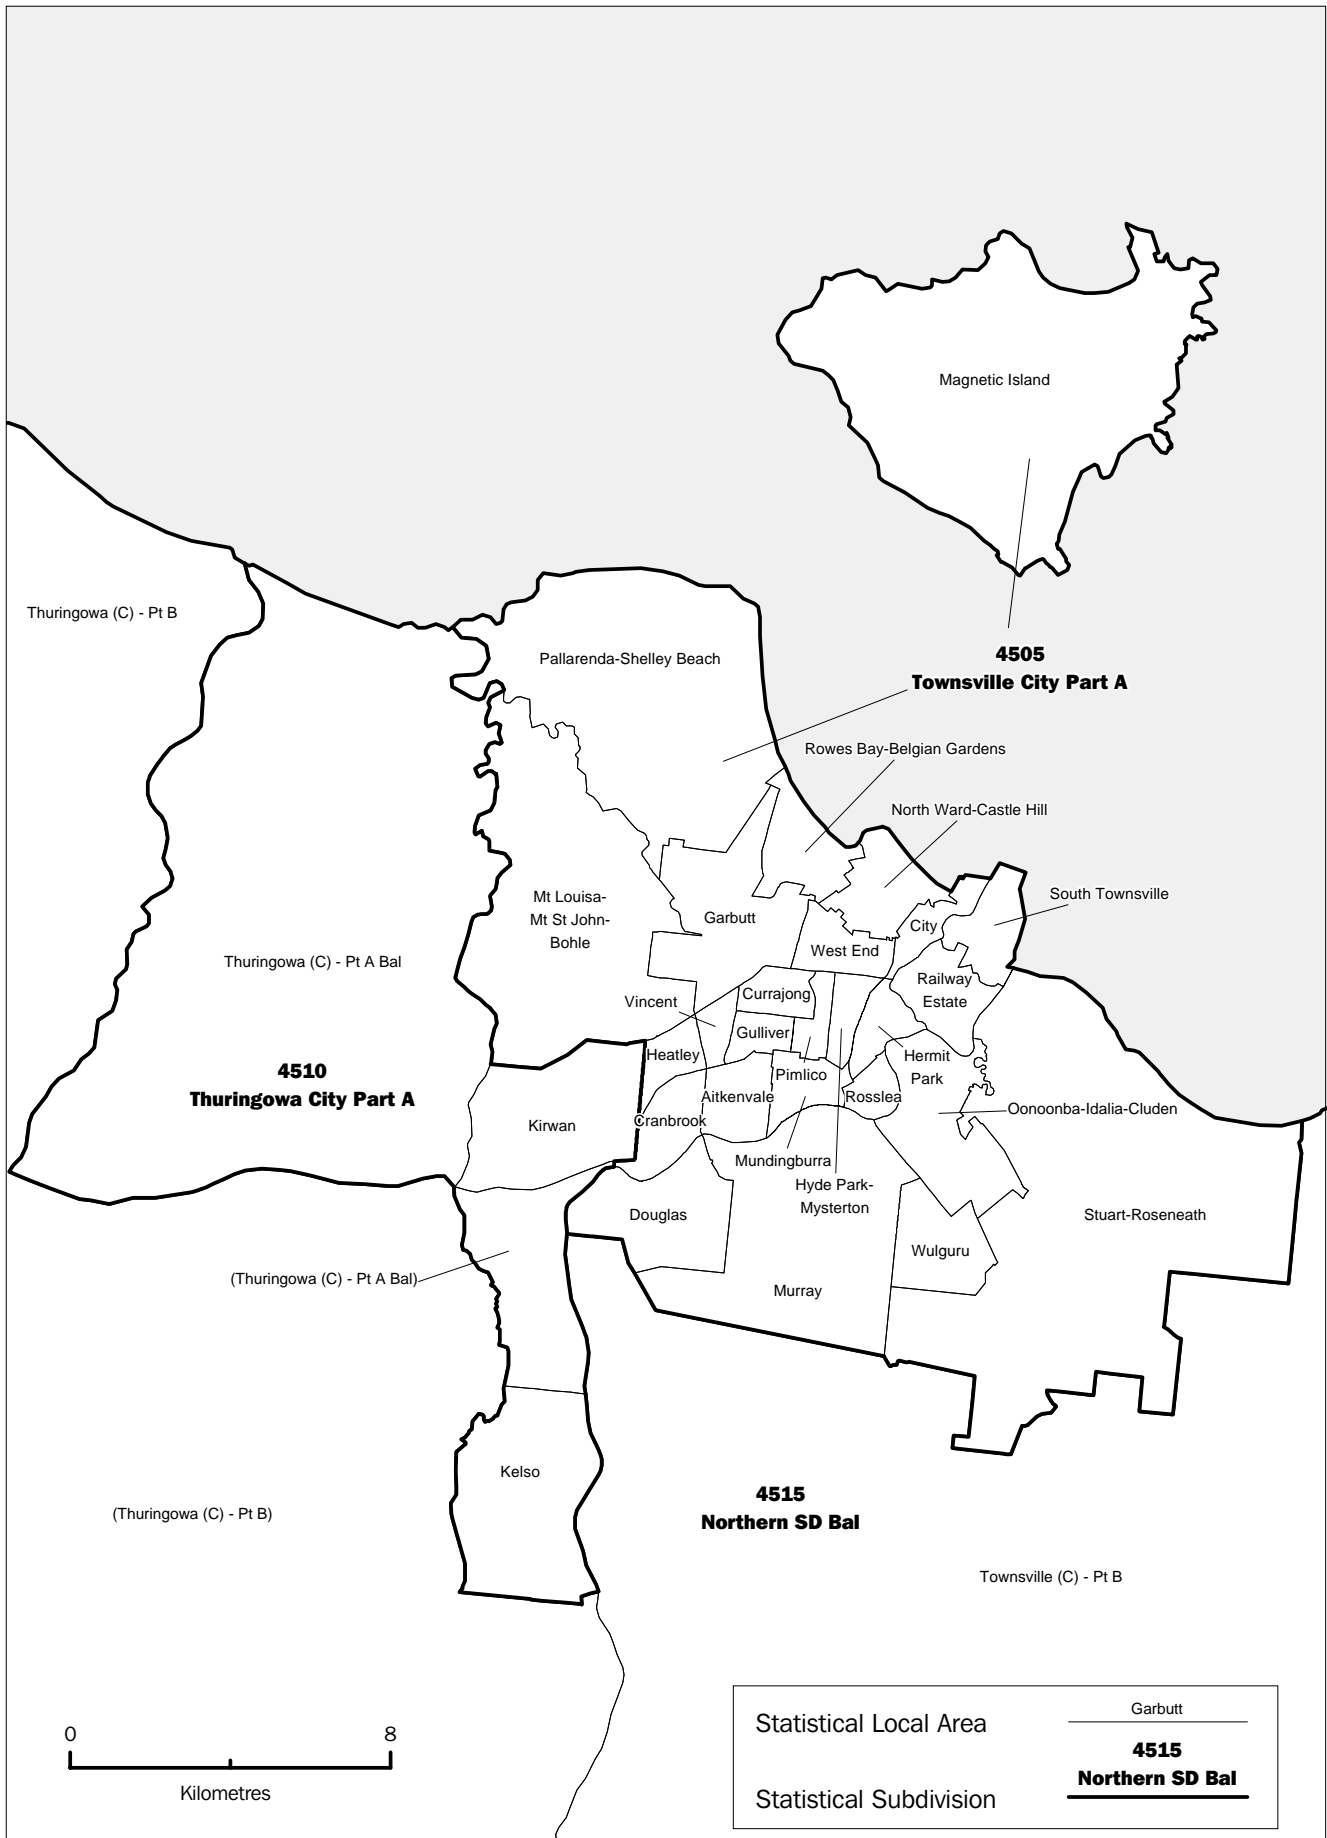 Magnetic Island
Thuringowa (C) - Pt B
4505
Townsville City Part A
Pallarenda-Shelley Beach
Rowes Bay-Belgian Gardens
North Ward-Castle Hill
South Townsville
Mt Louisa-
Mt St John-
Bohle
Garbutt
City
West End
Thuringowa (C) - Pt A Bal
Railway
Estate
Currajong
Vincent
Gulliver
Heatley
Hermit
Park
4510
Thuringowa City Part A
Pimlico
Aitkenvale
Rosslea
Oonoonba-Idalia-Cluden
Kirwan
Cranbrook
Mundingburra
Hyde Park-
Mysterton
Douglas
Stuart-Roseneath
Wulguru
(Thuringowa (C) - Pt A Bal)
Murray
Kelso
4515
Northern SD Bal
(Thuringowa (C) - Pt B)
Townsville (C) - Pt B
0 8
Kilometres
Statistical Local Area
Garbutt
4515
Northern SD Bal
Statistical Subdivision